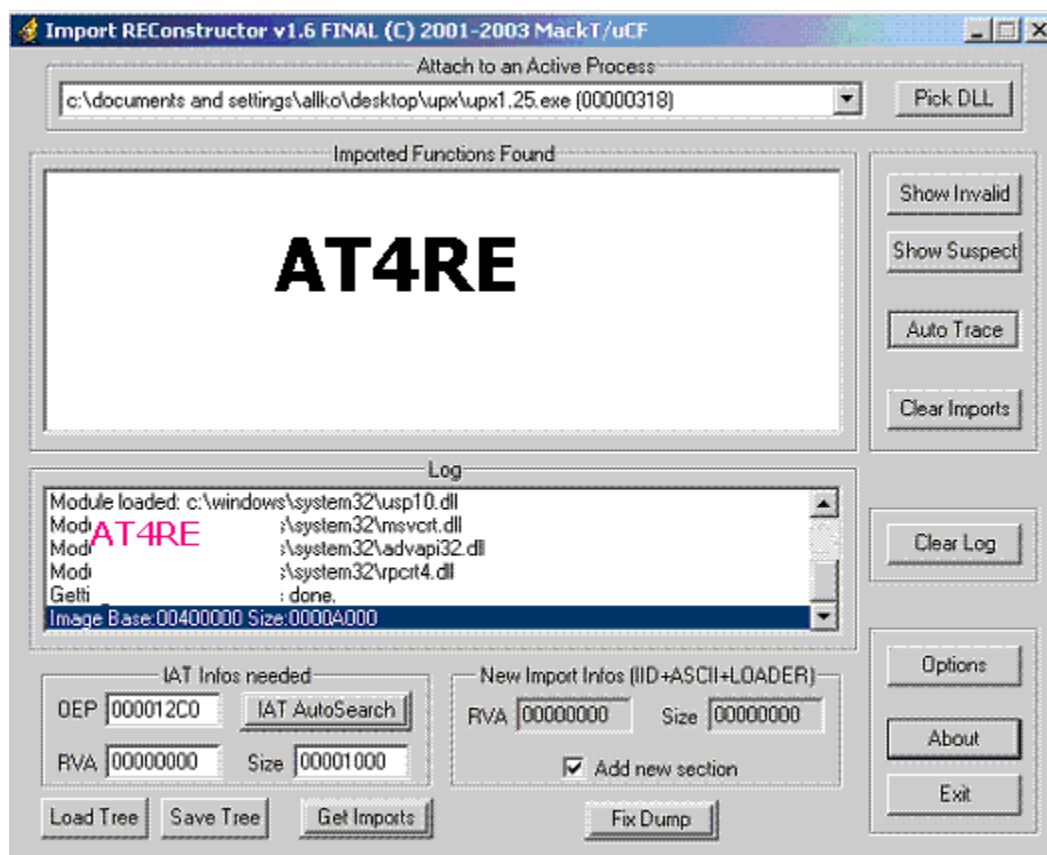 Import REConstructor v1.6 FINAL (C) 2001-2003 MackT/uCF
Attach to an Active Process
c:\documents and settings\allko\desktop\upx\upx1.25.exe (00000318)
Pick DLL
Imported Functions Found
AT4RE
Show Invalid
Show Suspect
Auto Trace
Clear Imports
Log
Module loaded: c:\windows\system32\usp10.dll
\system32\msvcrt.dll
AT4RE
\system32\advapi32.dll
\system32\rpcrt4.dll
Getti : done.
Image Base:00400000 Size:0000A000
Clear Log
IAT Infos needed
OEP 000012C0 IAT AutoSearch
RVA 00000000 Size 00001000
New Import Infos (IID+ASCII+LOADER)
RVA 00000000 Size 00000000
Add new section
Options
About
Exit
Load Tree Save Tree Get Imports Fix Dump